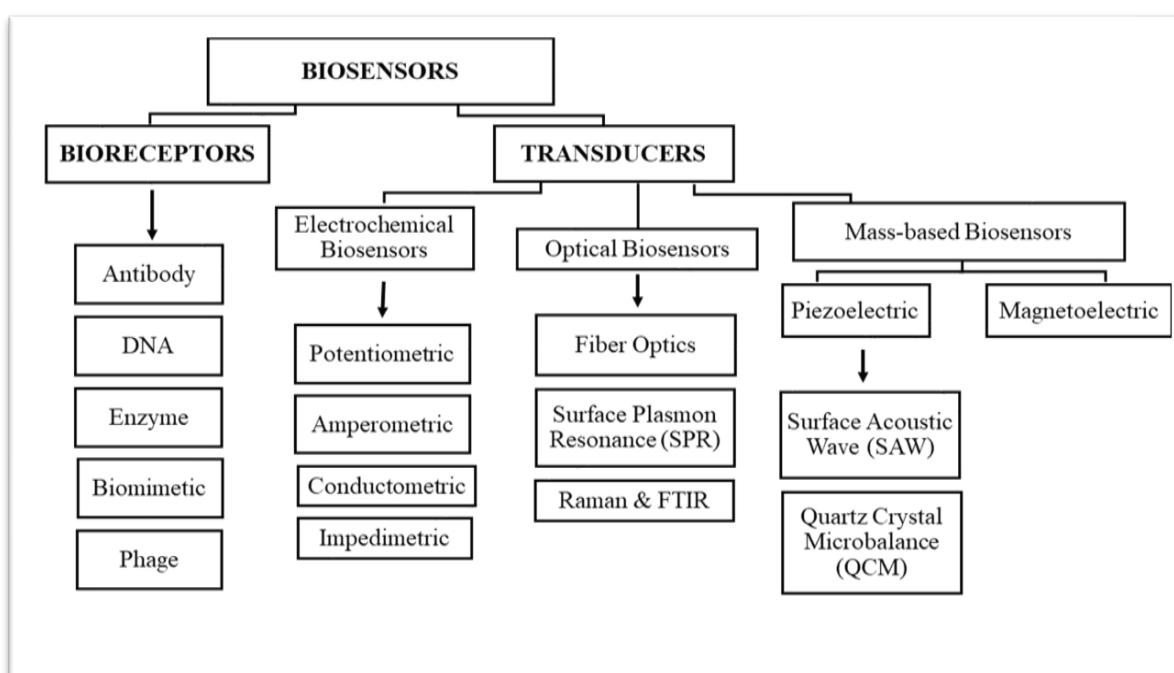 BIOSENSORS
BIORECEPTORS
TRANSDUCERS
Antibody
DNA
Enzyme
Biomimetic
Phage
Electrochemical
Biosensors
Potentiometric
Amperometric
Conductometric
Impedimetric
Optical Biosensors
Fiber Optics
Surface Plasmon
Resonance (SPR)
Raman & FTIR
Mass-based Biosensors
Piezoelectric
Magnetoelectric
Surface Acoustic
Wave (SAW)
Quartz Crystal
Microbalance
(QCM)